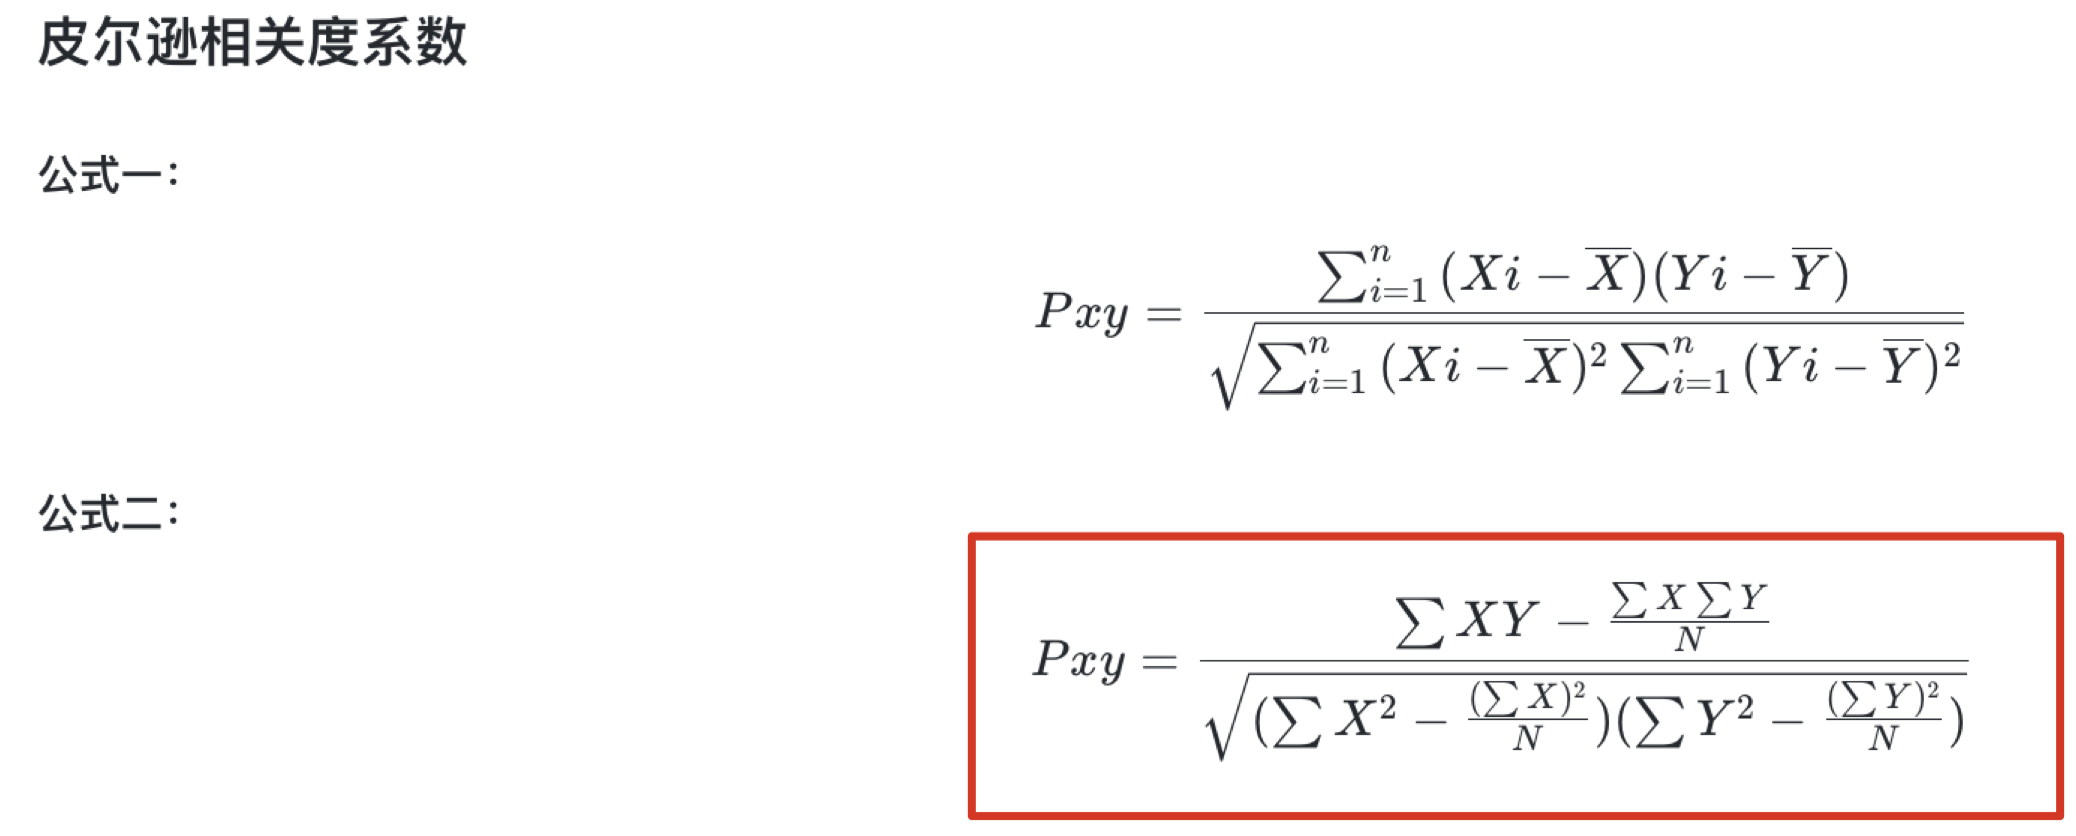 皮尔逊相关度系数
公式一：
$Pxy = \frac{\sum_{i=1}^{n}(Xi - \overline{X})(Yi - \overline{Y})}{\sqrt{\sum_{i=1}^{n}(Xi - \overline{X})^2 \sum_{i=1}^{n}(Yi - \overline{Y})^2}}$
公式二：
$Pxy = \frac{\sum XY - \frac{\sum X \sum Y}{N}}{\sqrt{(\sum X^2 - \frac{(\sum X)^2}{N})(\sum Y^2 - \frac{(\sum Y)^2}{N})}}$